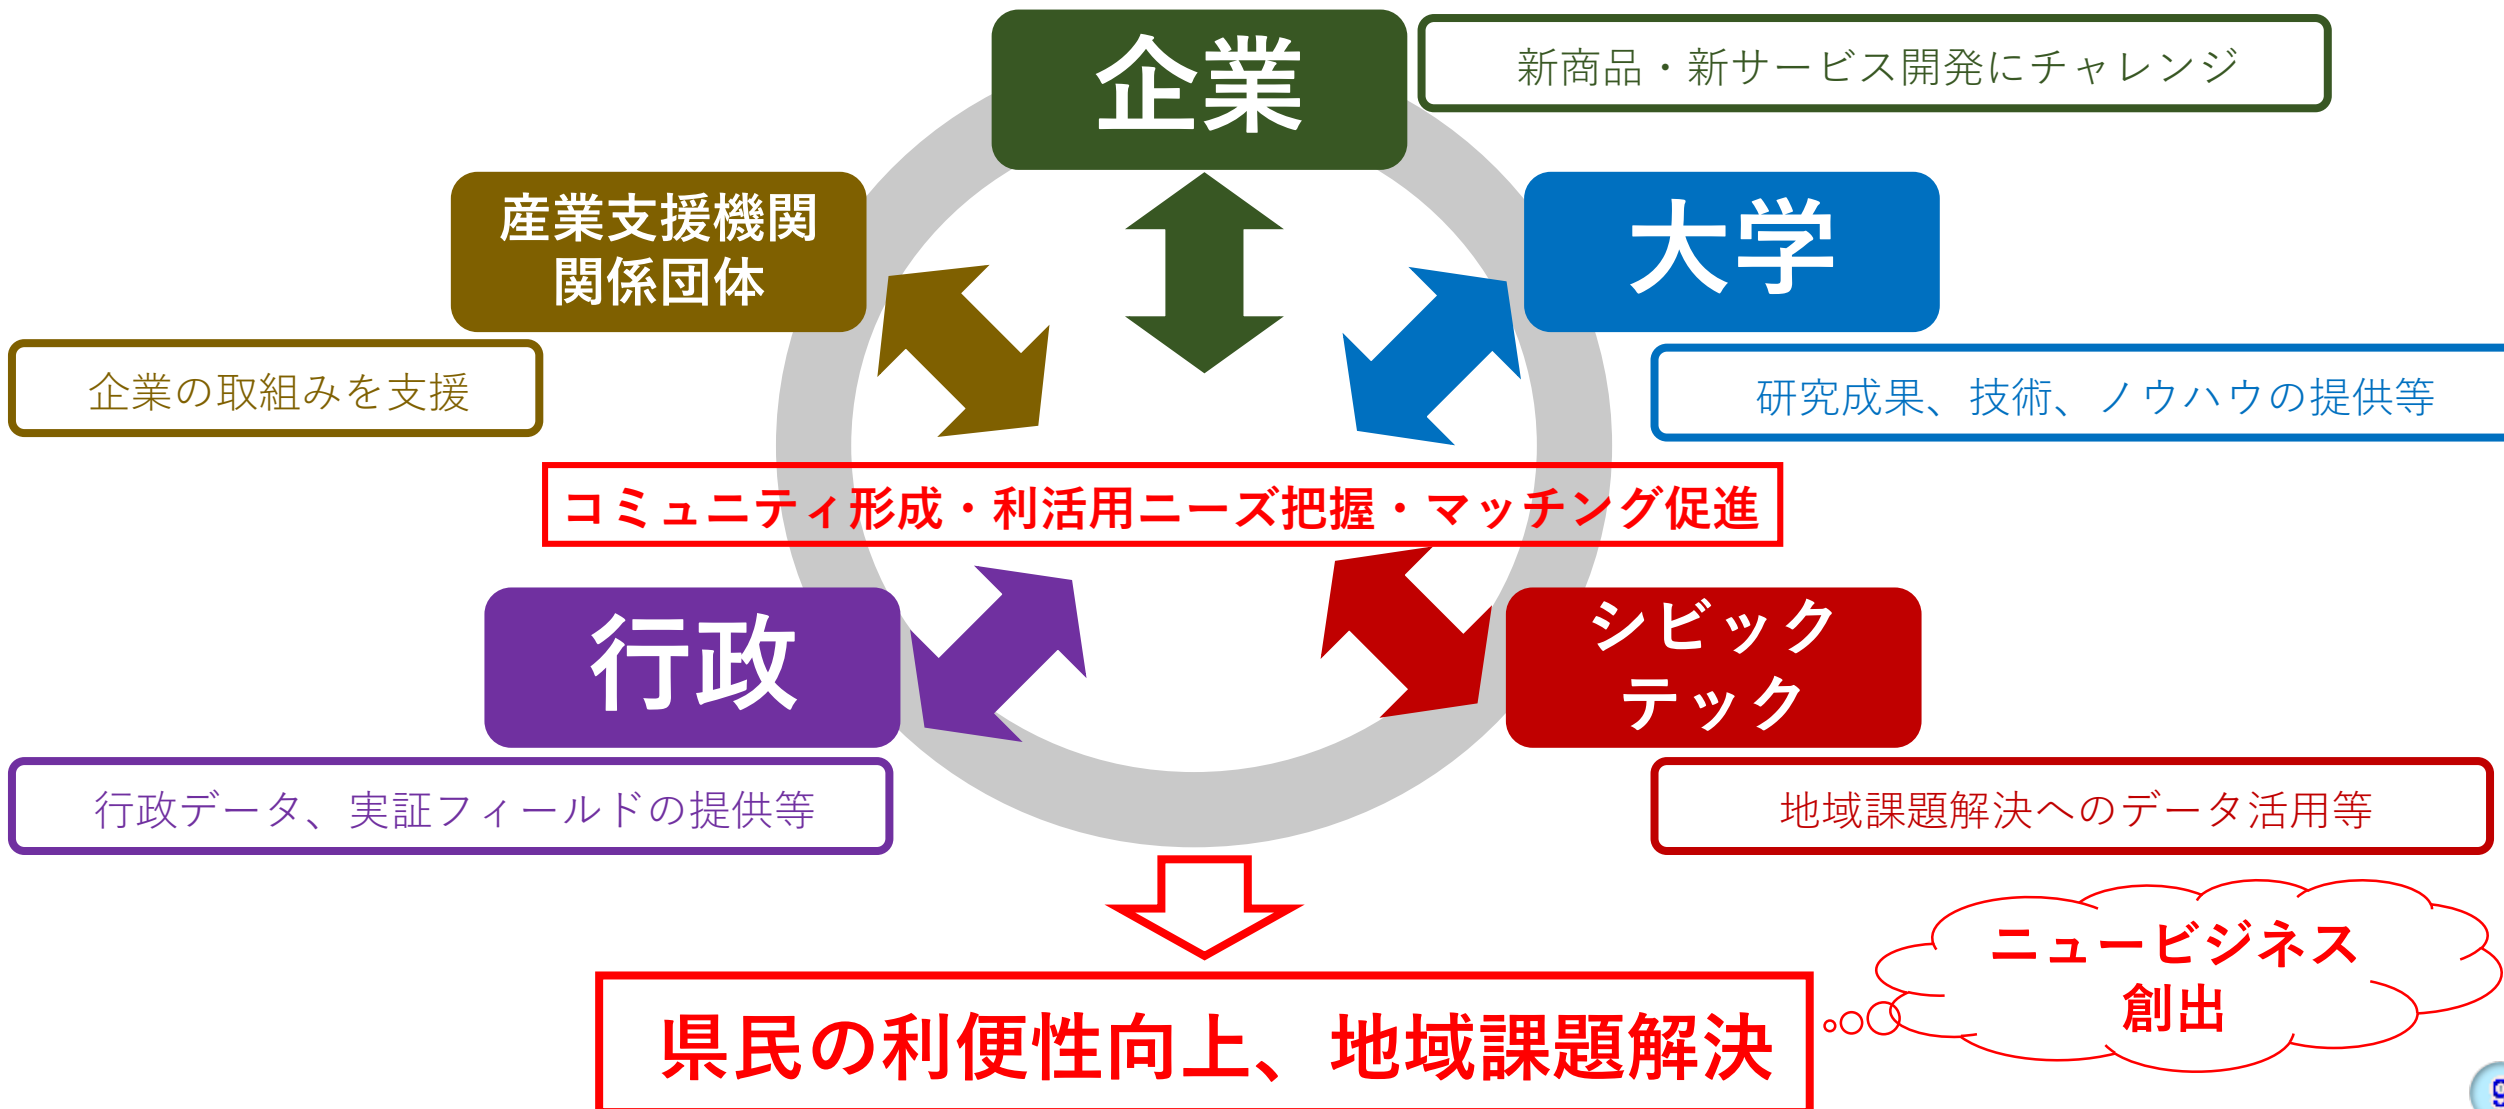 企業
新商品・新サービス開発にチャレンジ
産業支援機関
関係団体
大学
企業の取組みを支援
研究成果、技術、ノウハウの提供等
コミュニティ形成・利活用ニーズ把握・マッチング促進
行政
シビック
テック
行政データ、実証フィールドの提供等
地域課題解決へのデータ活用等
ニュービジネス
創出
県民の利便性向上、地域課題解決
9